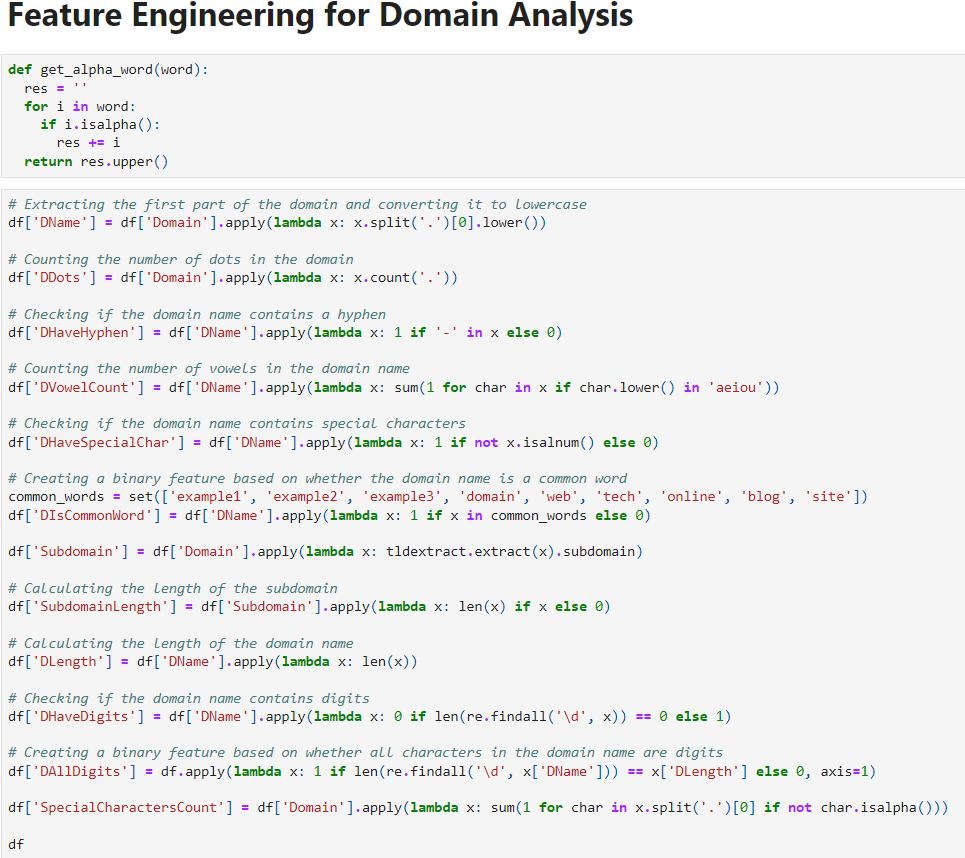 Feature Engineering for Domain Analysis
def get_alpha_word(word):
  res = ''
  for i in word:
    if i.isalpha():
      res += i
  return res.upper()
# Extracting the first part of the domain and converting it to lowercase
df['DName'] = df['Domain'].apply(lambda x: x.split('.')[0].lower())
# Counting the number of dots in the domain
df['DDots'] = df['Domain'].apply(lambda x: x.count('.'))
# Checking if the domain name contains a hyphen
df['DHaveHyphen'] = df['DName'].apply(lambda x: 1 if '-' in x else 0)
# Counting the number of vowels in the domain name
df['DVowelCount'] = df['DName'].apply(lambda x: sum(1 for char in x if char.lower() in 'aeiou'))
# Checking if the domain name contains special characters
df['DHaveSpecialChar'] = df['DName'].apply(lambda x: 1 if not x.isalnum() else 0)
# Creating a binary feature based on whether the domain name is a common word
common_words = set(['example1', 'example2', 'example3', 'domain', 'web', 'tech', 'online', 'blog', 'site'])
df['DIsCommonWord'] = df['DName'].apply(lambda x: 1 if x in common_words else 0)
df['Subdomain'] = df['Domain'].apply(lambda x: tldextract.extract(x).subdomain)
# Calculating the length of the subdomain
df['SubdomainLength'] = df['Subdomain'].apply(lambda x: len(x) if x else 0)
# Calculating the length of the domain name
df['DLength'] = df['DName'].apply(lambda x: len(x))
# Checking if the domain name contains digits
df['DHaveDigits'] = df['DName'].apply(lambda x: 0 if len(re.findall('\d', x)) == 0 else 1)
# Creating a binary feature based on whether all characters in the domain name are digits
df['DAllDigits'] = df.apply(lambda x: 1 if len(re.findall('\d', x['DName'])) == x['DLength'] else 0, axis=1)
df['SpecialCharactersCount'] = df['Domain'].apply(lambda x: sum(1 for char in x.split('.')[0] if not char.isalpha()))
df